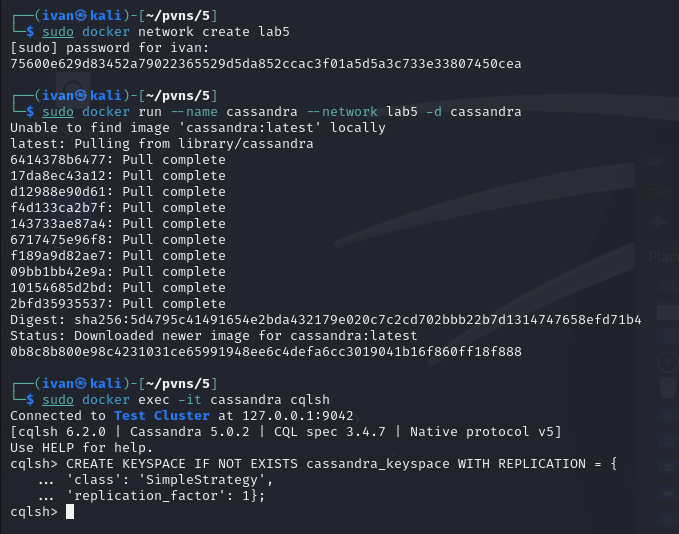 ┌──(ivan㉿kali)-[~/pvns/5]
└─$ sudo docker network create lab5
[sudo] password for ivan:
75600e629d83452a79022365529d5da852ccac3f01a5d5a3c733e33807450cea
┌──(ivan㉿kali)-[~/pvns/5]
└─$ sudo docker run --name cassandra --network lab5 -d cassandra
Unable to find image 'cassandra:latest' locally
latest: Pulling from library/cassandra
6414378b6477: Pull complete
17da8ec43a12: Pull complete
d12988e90d61: Pull complete
f4d133ca2b7f: Pull complete
143733ae87a4: Pull complete
6717475e96f8: Pull complete
f189a9d82ae7: Pull complete
09bb1bb42e9a: Pull complete
10154685d2bd: Pull complete
2bfd35935537: Pull complete
Digest: sha256:5d4795c41491654e2bda432179e020c7c2cd702bbb22b7d1314747658efd71b4
Status: Downloaded newer image for cassandra:latest
0b8c8b800e98c4231031ce65991948ee6c4defa6cc3019041b16f860ff18f888
┌──(ivan㉿kali)-[~/pvns/5]
└─$ sudo docker exec -it cassandra cqlsh
Connected to Test Cluster at 127.0.0.1:9042
[cqlsh 6.2.0 | Cassandra 5.0.2 | CQL spec 3.4.7 | Native protocol v5]
Use HELP for help.
cqlsh> CREATE KEYSPACE IF NOT EXISTS cassandra_keyspace WITH REPLICATION = {
... 'class': 'SimpleStrategy',
... 'replication_factor': 1};
cqlsh>